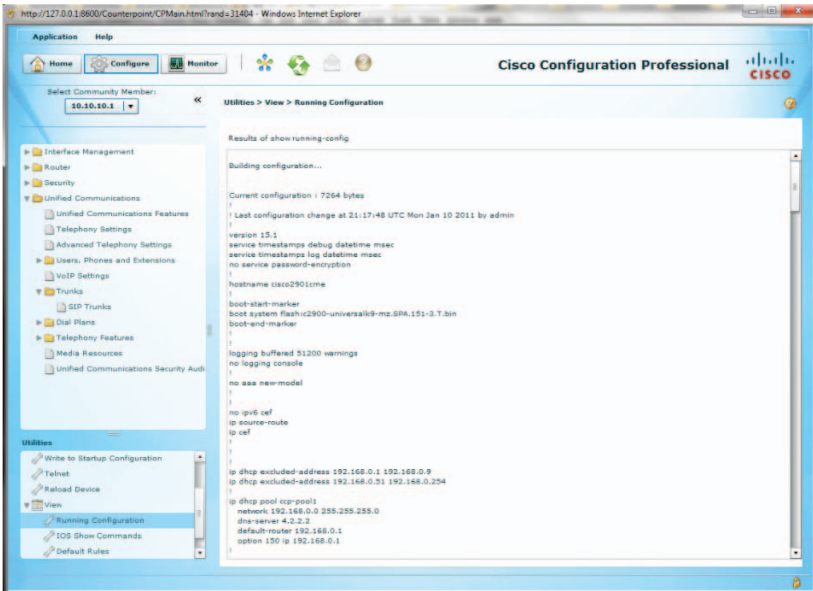 http://127.0.0.1:8600/Counterpoint/CPMain.html?rand=31404 - Windows Internet Explorer
Application Help
Home Configure Monitor
Cisco Configuration Professional
CISCO
Select Community Member:
10.10.10.1
«
Utilities > View > Running Configuration
Interface Management
Router
Security
Unified Communications
Unified Communications Features
Telephony Settings
Advanced Telephony Settings
Users, Phones and Extensions
VoIP Settings
Trunks
SIP Trunks
Dial Plans
Telephony Features
Media Resources
Unified Communications Security Audi
Utilities
Write to Startup Configuration
Telnet
Reload Device
View
Running Configuration
IOS Show Commands
Default Rules
Results of show running-config
Building configuration...
Current configuration : 7264 bytes
!
! Last configuration change at 21:17:48 UTC Mon Jan 10 2011 by admin
!
version 15.1
service timestamps debug datetime msec
service timestamps log datetime msec
no service password-encryption
!
hostname cisco2901cme
!
boot-start-marker
boot system flash:c2900-universalk9-mz.SPA.151-3.T.bin
boot-end-marker
!
!
logging buffered 51200 warnings
no logging console
!
no aaa new-model
!
!
no ipv6 cef
ip source-route
ip cef
!
!
!
ip dhcp excluded-address 192.168.0.1 192.168.0.9
ip dhcp excluded-address 192.168.0.51 192.168.0.254
!
ip dhcp pool ccp-pool1
network 192.168.0.0 255.255.255.0
dns-server 4.2.2.2
default-router 192.168.0.1
option 150 ip 192.168.0.1
!